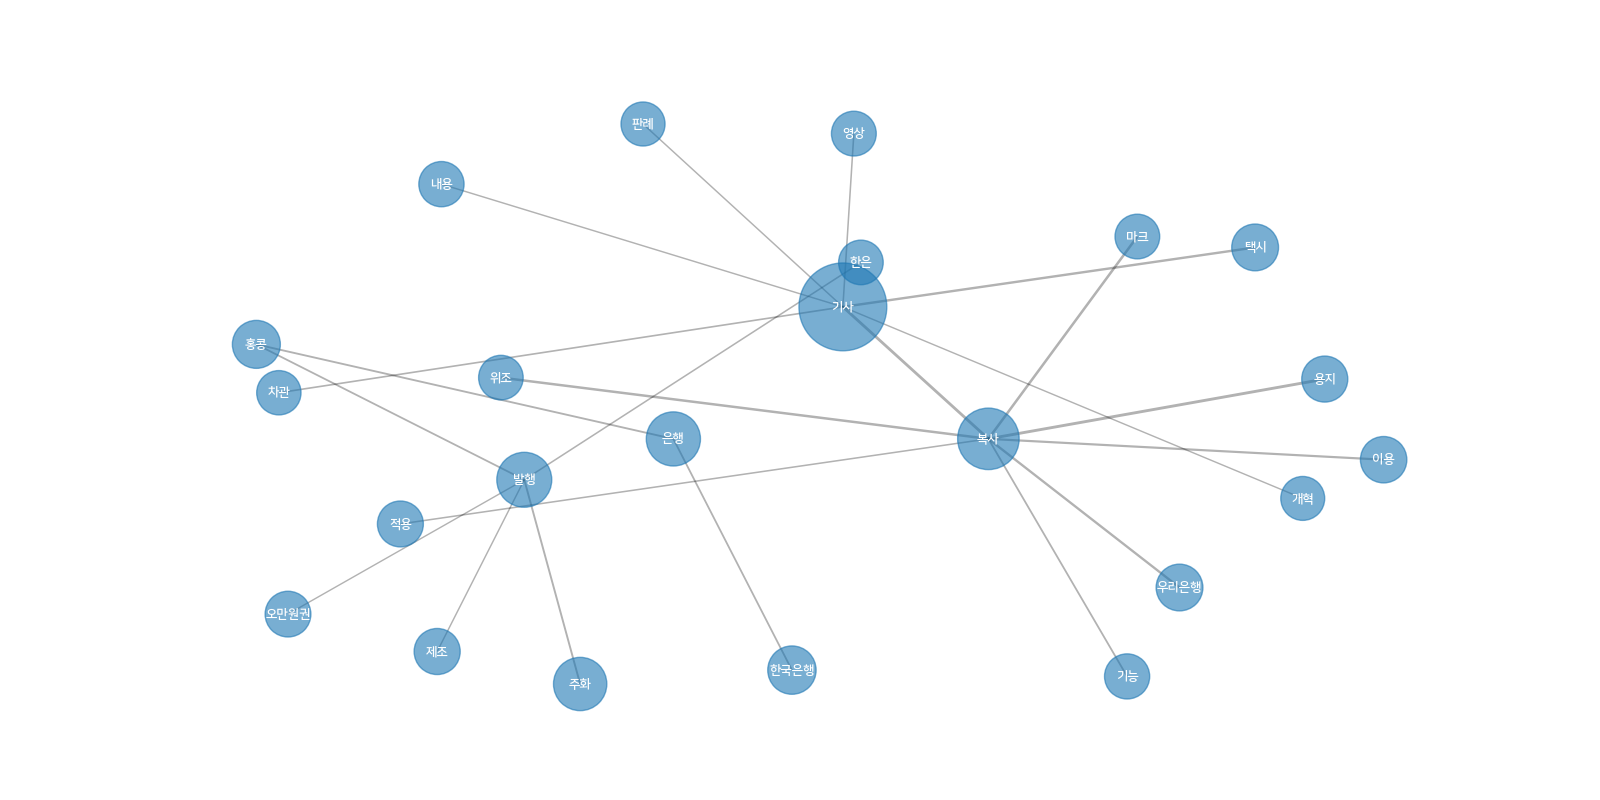 판례
영상
내용
마크
택시
한은
기사
홍콩
위조
용지
차관
은행
복사
이용
발행
개혁
적용
우리은행
오만원권
제조
한국은행
기능
주화